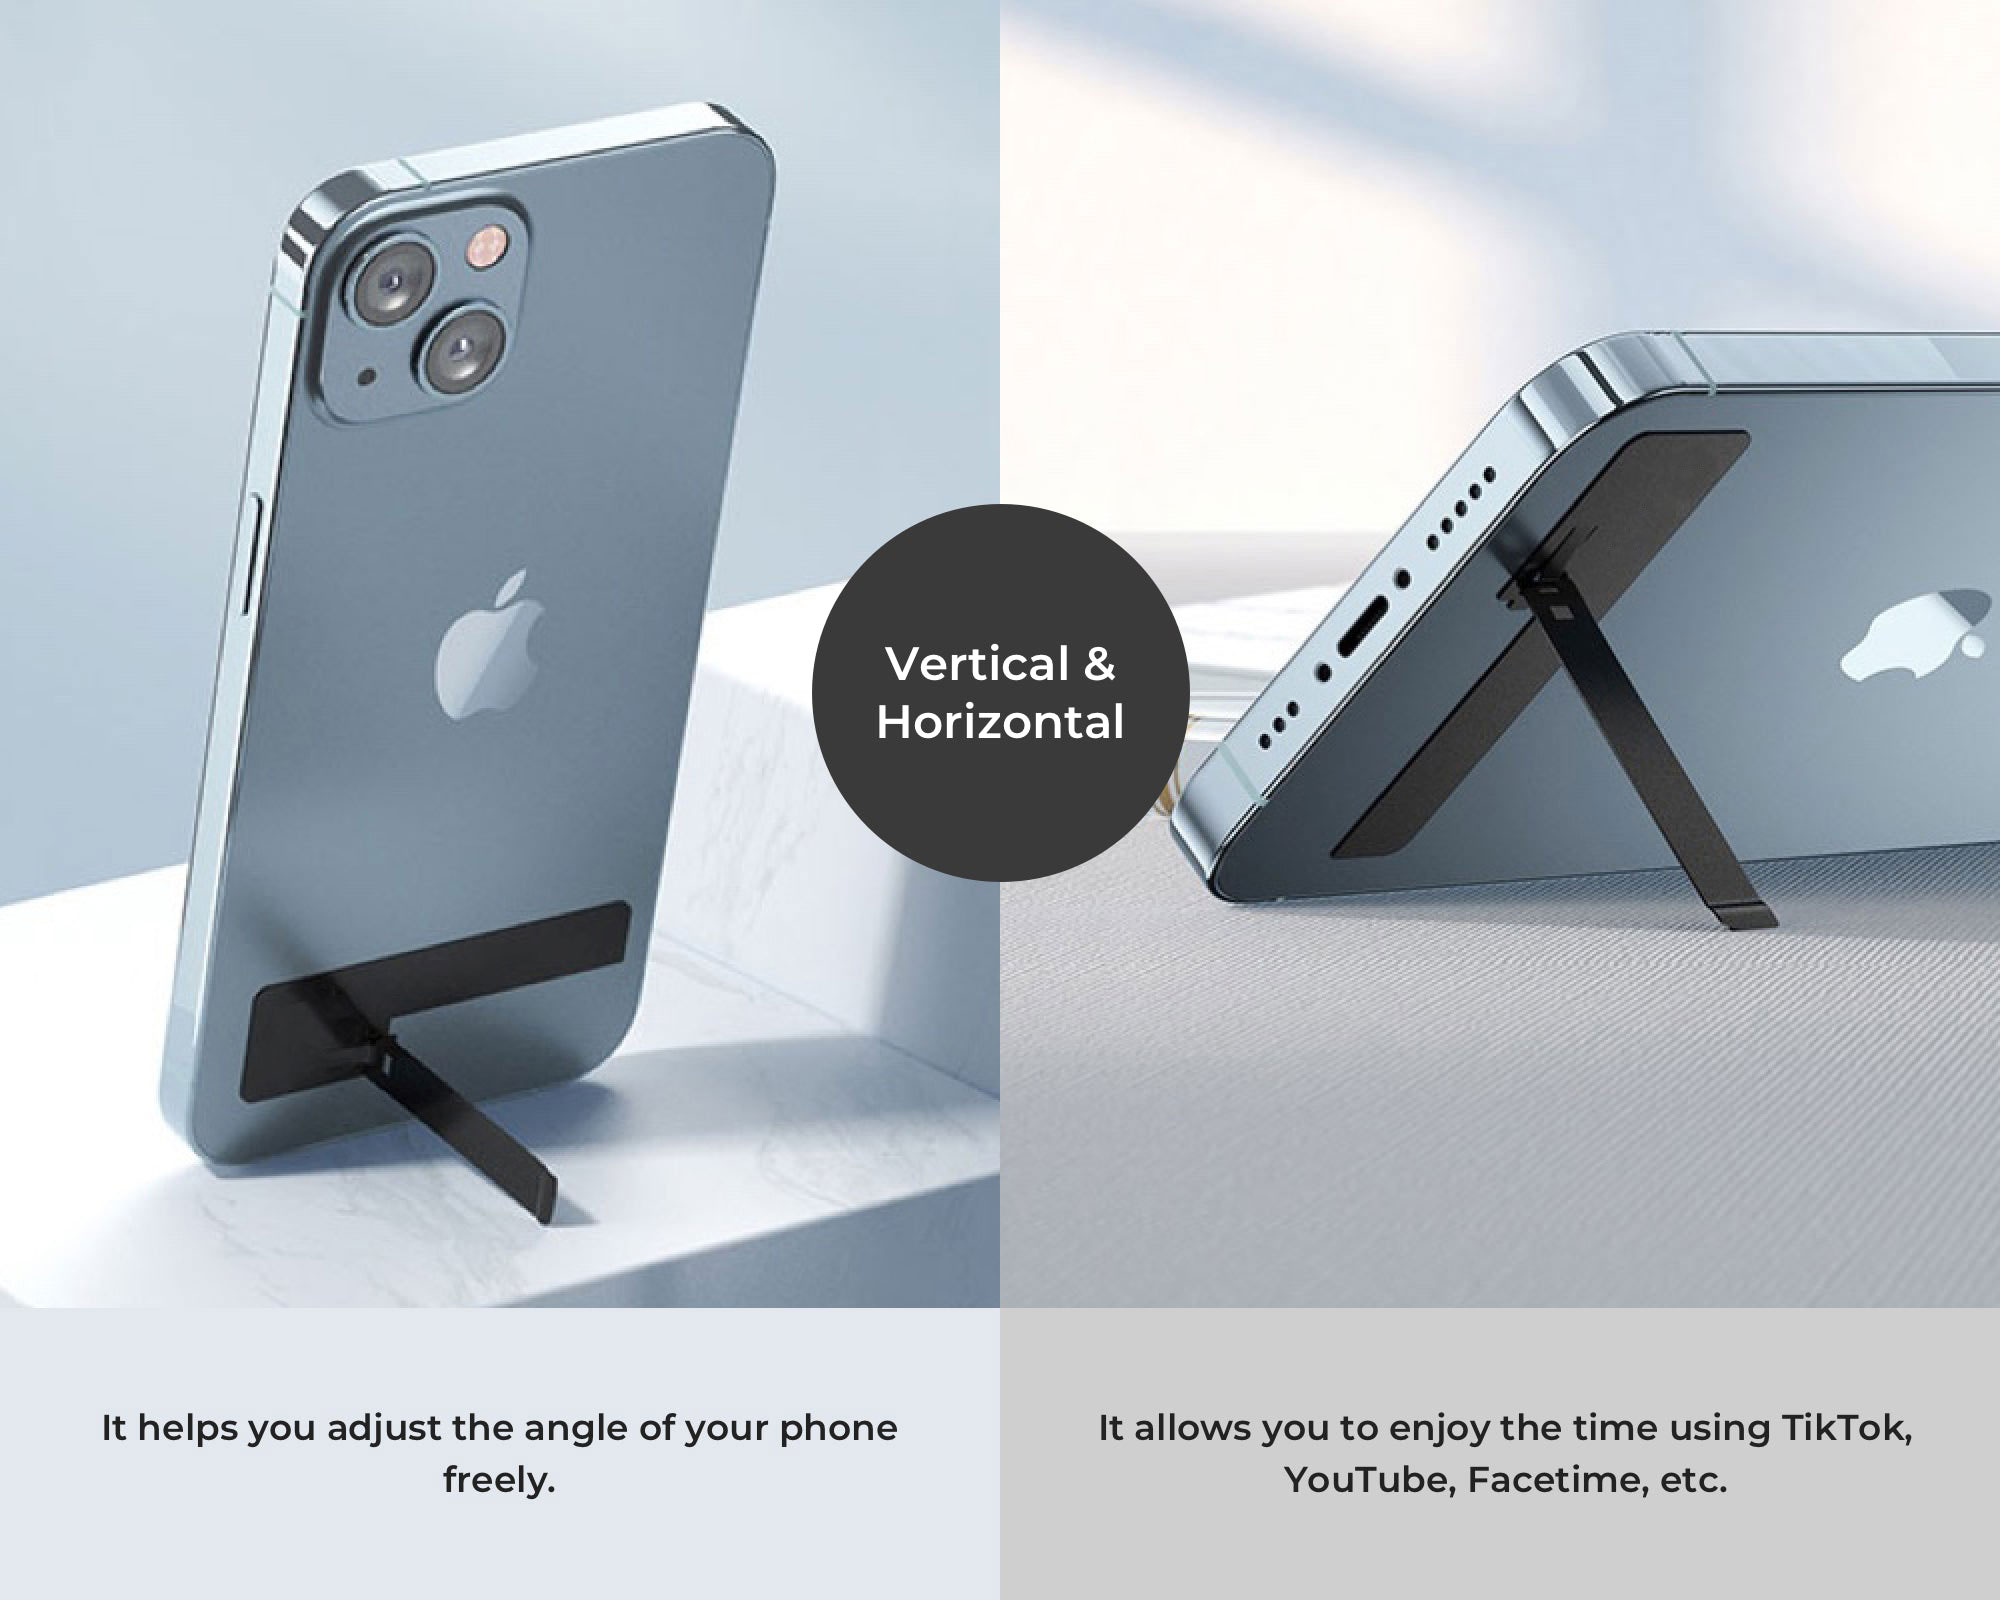 Vertical &
Horizontal
It helps you adjust the angle of your phone
freely.
It allows you to enjoy the time using TikTok,
YouTube, Facetime, etc.